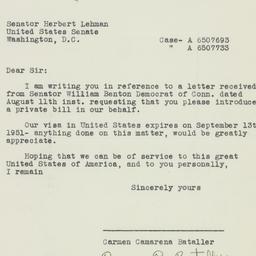 Senator Herbert Lehman
United States Senate
Washington, D.C. Case- A 6507693
" A 6507733
Dear Sir:
I am writing you in reference to a letter received
from Senator William Benton Democrat of Conn. dated
August 11th inst. requesting that you please introduce
a private bill in our behalf.
Our visa in United States expires on September 13t
1951- anything done on this matter, would be greatly
appreciate.
Hoping that we can be of service to this great
United States of America, and to you personally,
I remain
Sincerely yours
Carmen Camarena Bataller